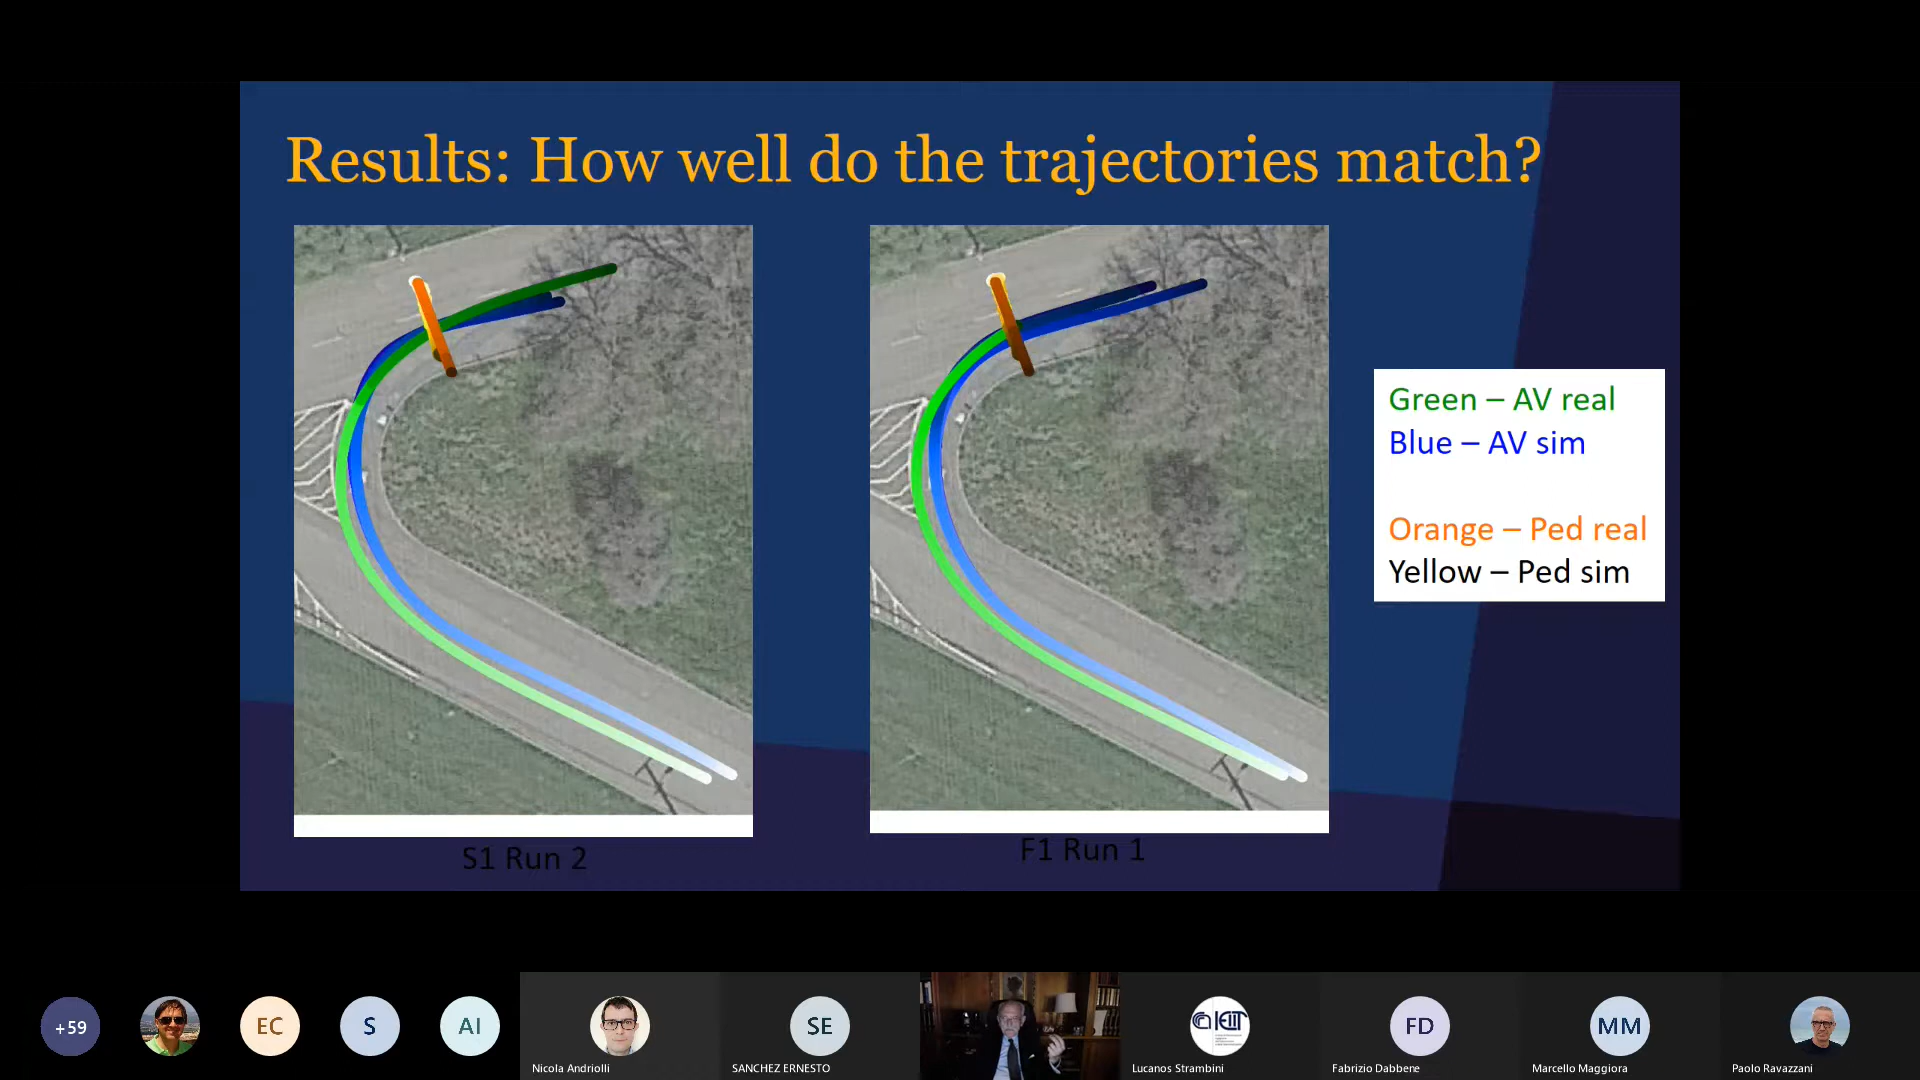 Results: How well do the trajectories match?
Green – AV real
Blue – AV sim
Orange – Ped real
Yellow – Ped sim
S1 Run 2
F1 Run 1
+59
EC
S
AI
SE
IEIIT
FD
MM
Nicola Andriolli
SANCHEZ ERNESTO
Lucanos Strambini
Fabrizio Dabbene
Marcello Maggiora
Paolo Ravazzani